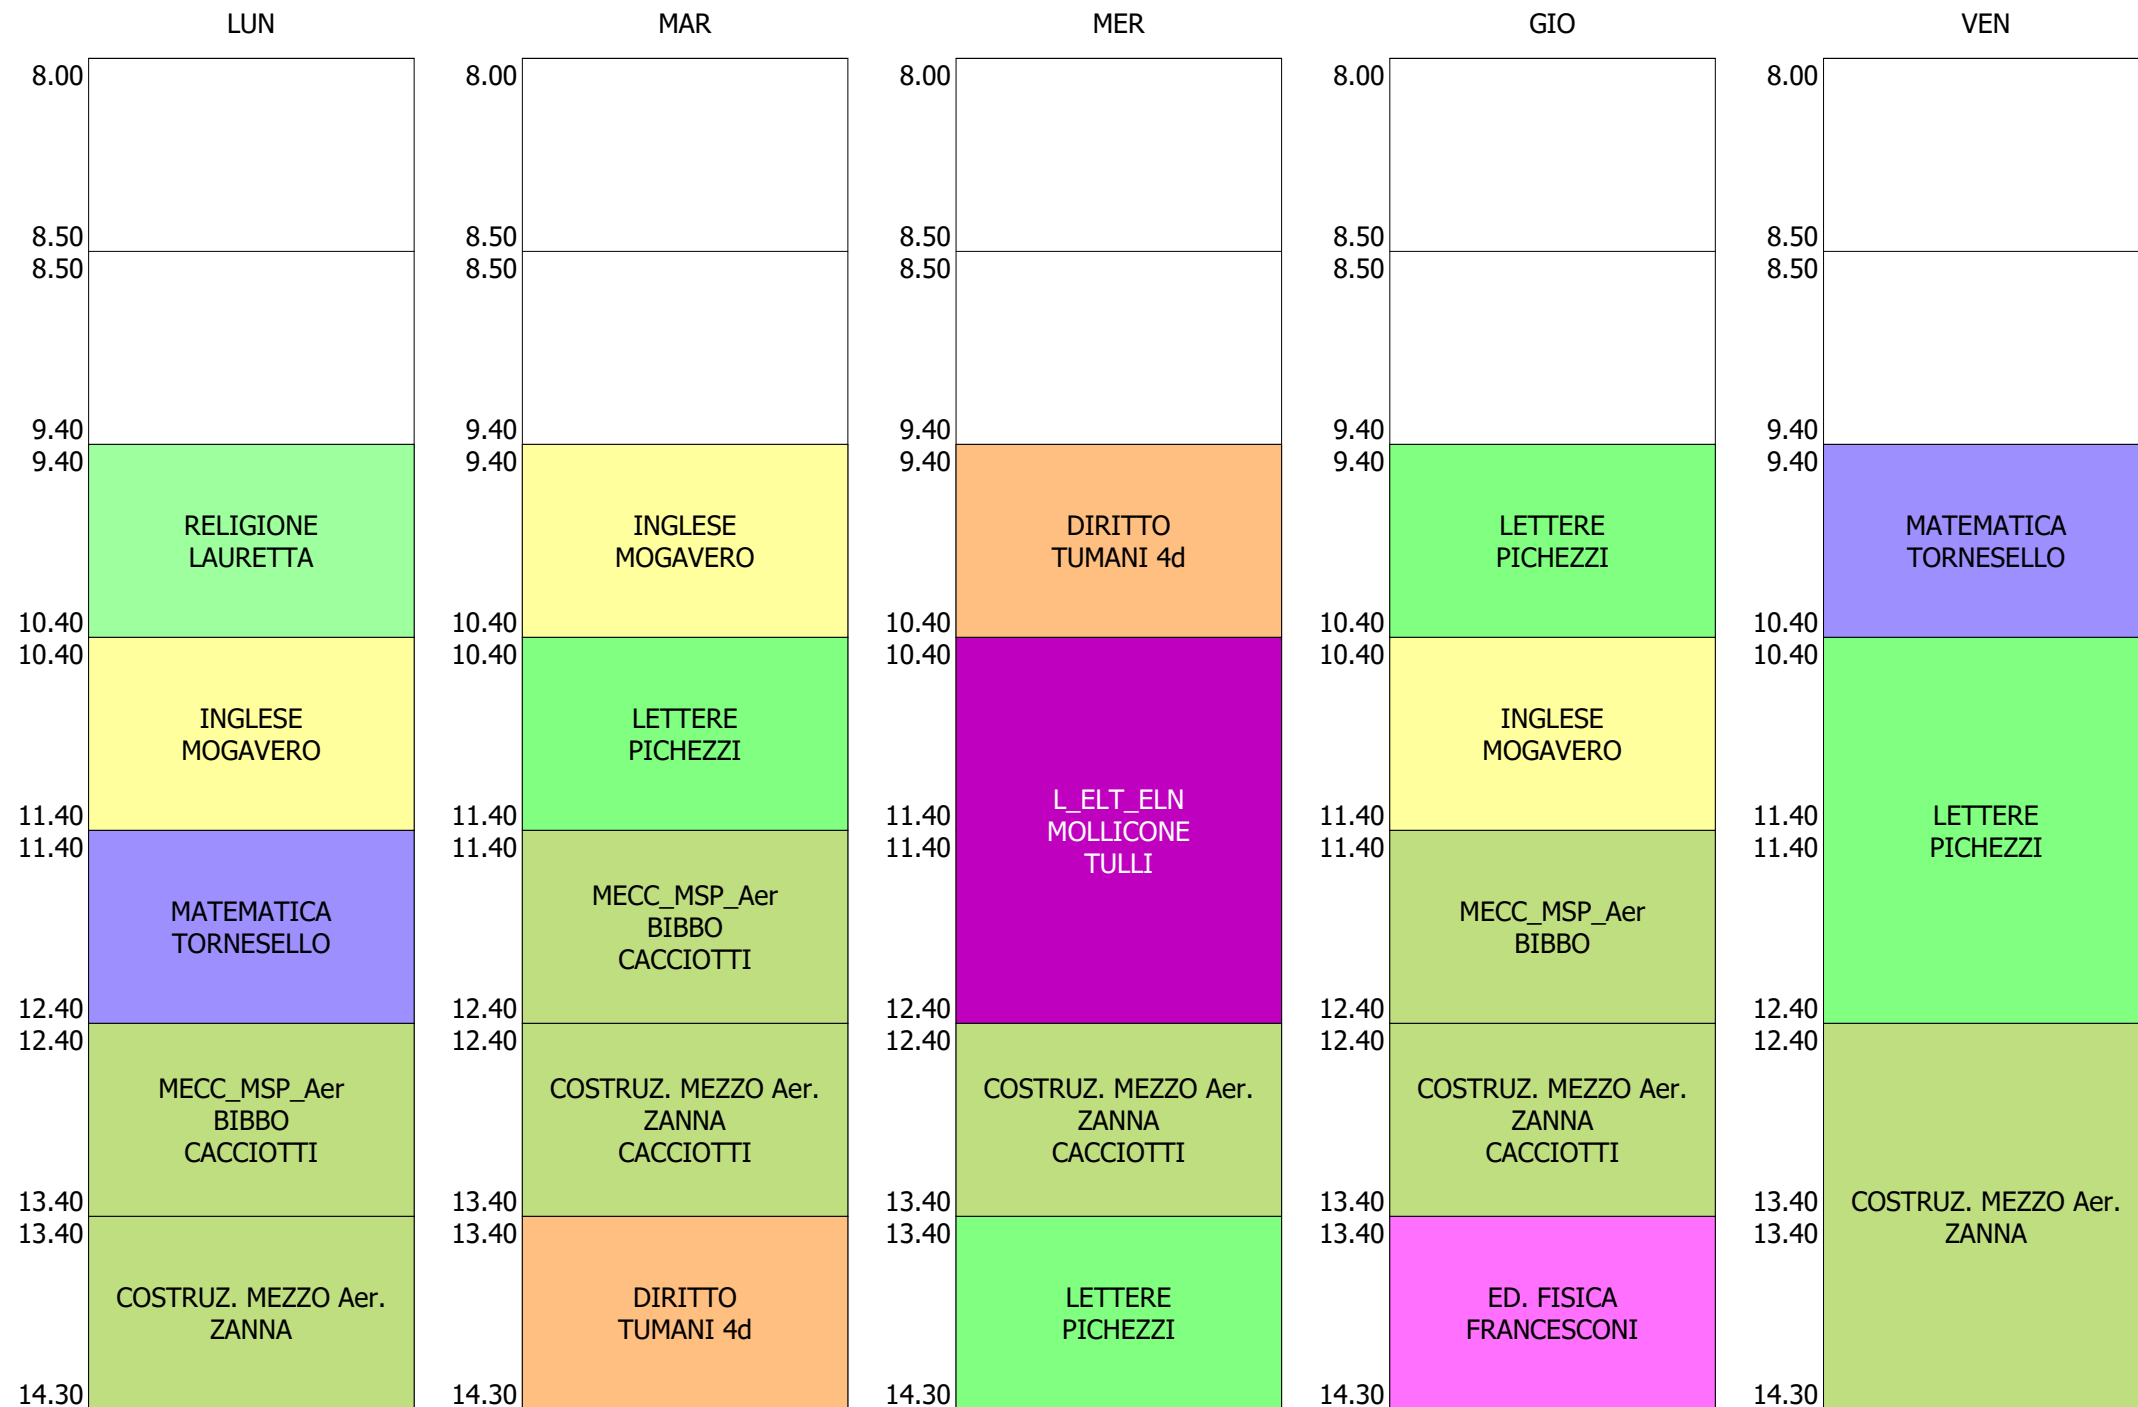 LUN
8.00
8.50
8.50
9.40
9.40
RELIGIONE
LAURETTA
10.40
10.40
INGLESE
MOGAVERO
11.40
11.40
MATEMATICA
TORNESELLO
12.40
12.40
MECC_MSP_Aer
BIBBO
CACCIOTTI
13.40
13.40
COSTRUZ. MEZZO Aer.
ZANNA
14.30
MAR
8.00
8.50
8.50
9.40
9.40
INGLESE
MOGAVERO
10.40
10.40
LETTERE
PICHEZZI
11.40
11.40
MECC_MSP_Aer
BIBBO
CACCIOTTI
12.40
12.40
COSTRUZ. MEZZO Aer.
ZANNA
CACCIOTTI
13.40
13.40
DIRITTO
TUMANI 4d
14.30
MER
8.00
8.50
8.50
9.40
9.40
DIRITTO
TUMANI 4d
10.40
10.40
L_ELT_ELN
MOLLICONE
TULLI
11.40
11.40
12.40
12.40
COSTRUZ. MEZZO Aer.
ZANNA
CACCIOTTI
13.40
13.40
LETTERE
PICHEZZI
14.30
GIO
8.00
8.50
8.50
9.40
9.40
LETTERE
PICHEZZI
10.40
10.40
INGLESE
MOGAVERO
11.40
11.40
MECC_MSP_Aer
BIBBO
12.40
12.40
COSTRUZ. MEZZO Aer.
ZANNA
CACCIOTTI
13.40
13.40
ED. FISICA
FRANCESCONI
14.30
VEN
8.00
8.50
8.50
9.40
9.40
MATEMATICA
TORNESELLO
10.40
10.40
LETTERE
PICHEZZI
11.40
11.40
12.40
12.40
COSTRUZ. MEZZO Aer.
ZANNA
13.40
13.40
14.30